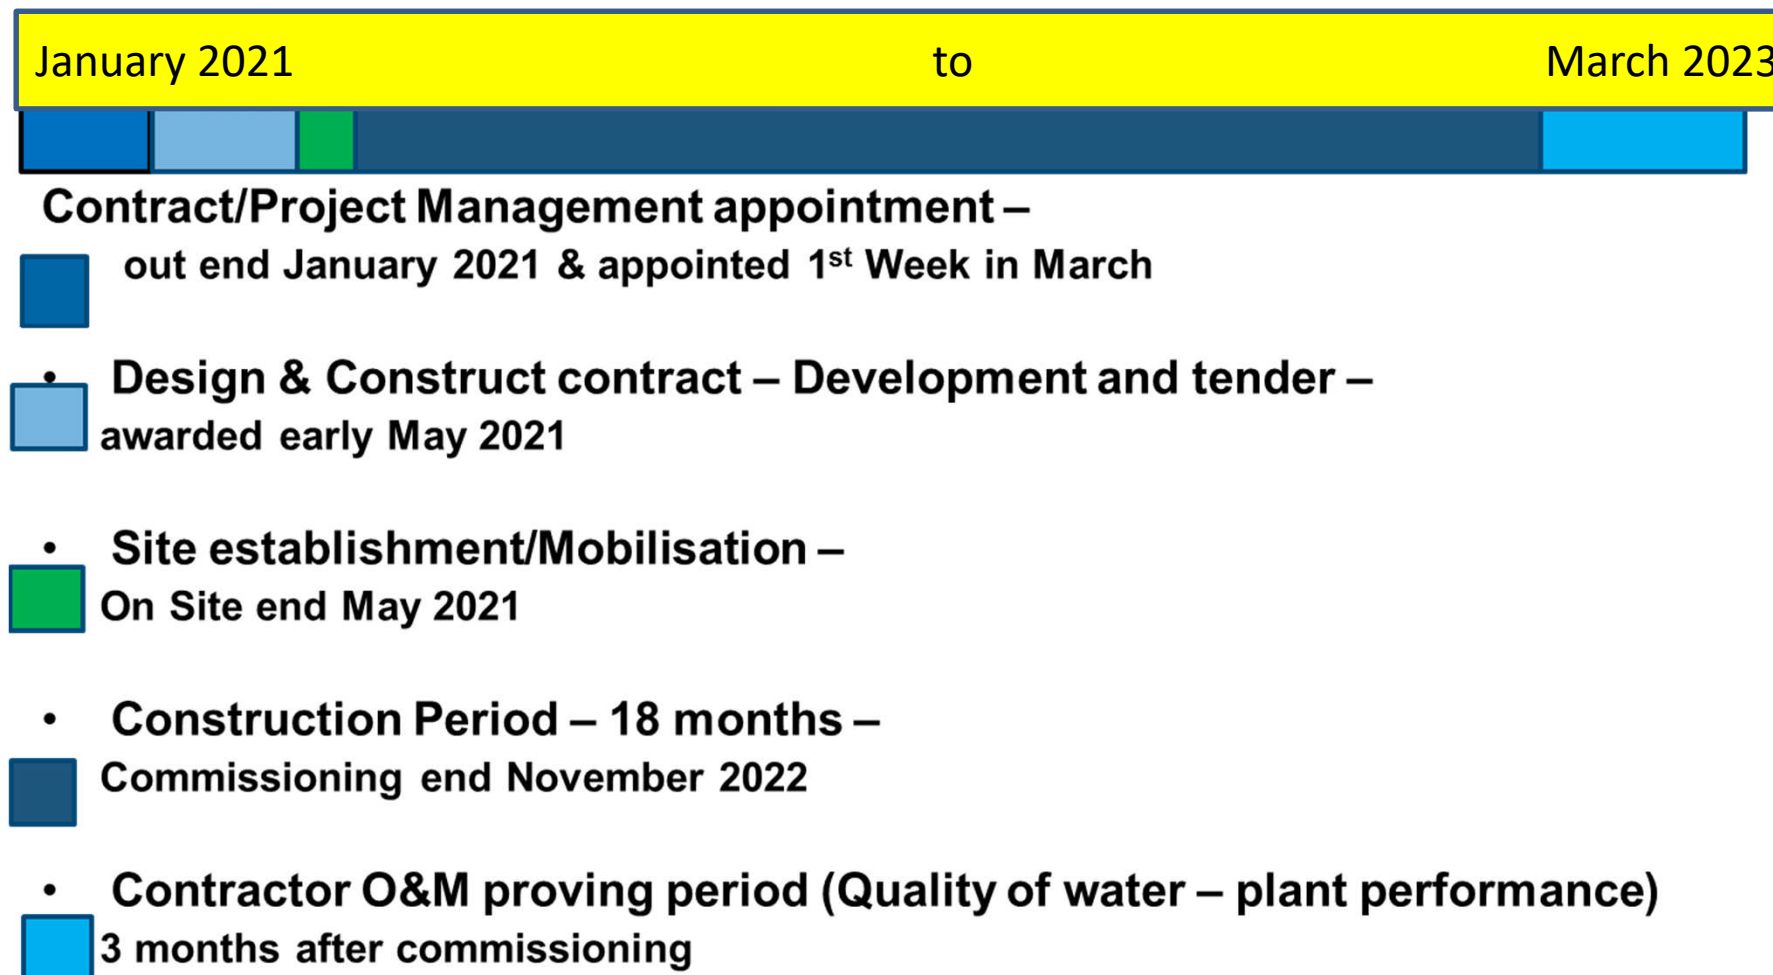 January 2021 to March 2023
Contract/Project Management appointment –
out end January 2021 & appointed 1st Week in March
• Design & Construct contract – Development and tender –
awarded early May 2021
• Site establishment/Mobilisation –
On Site end May 2021
• Construction Period – 18 months –
Commissioning end November 2022
• Contractor O&M proving period (Quality of water – plant performance)
3 months after commissioning